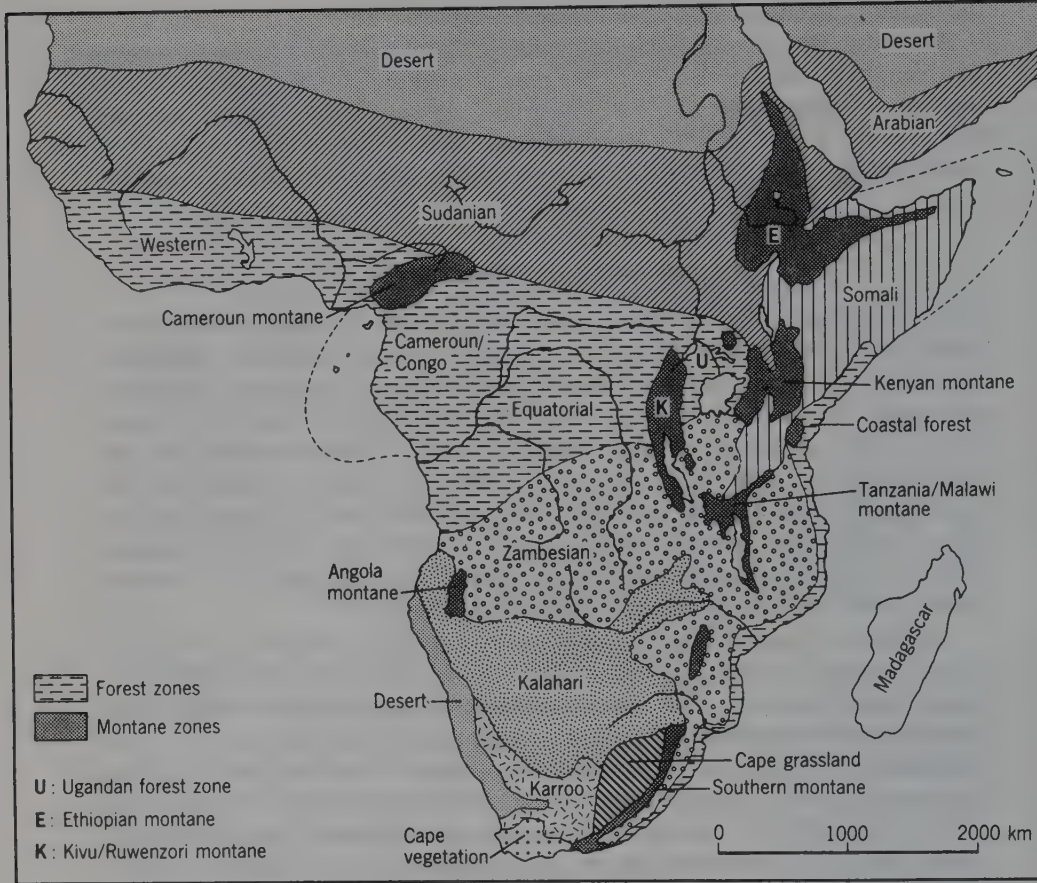 Desert
Desert
Arabian
Sudanian
Western
E
Somali
Cameroun montane
Cameroun/
Congo
U
Kenyan montane
K
Equatorial
Coastal forest
Tanzania/Malawi
montane
Zambesian
Angola
montane
Madagascar
Kalahari
Forest zones
Desert
Montane zones
Cape grassland
Karroo
Southern montane
U : Ugandan forest zone
E : Ethiopian montane
Cape
vegetation
0 1000 2000 km
K : Kivu/Ruwenzori montane